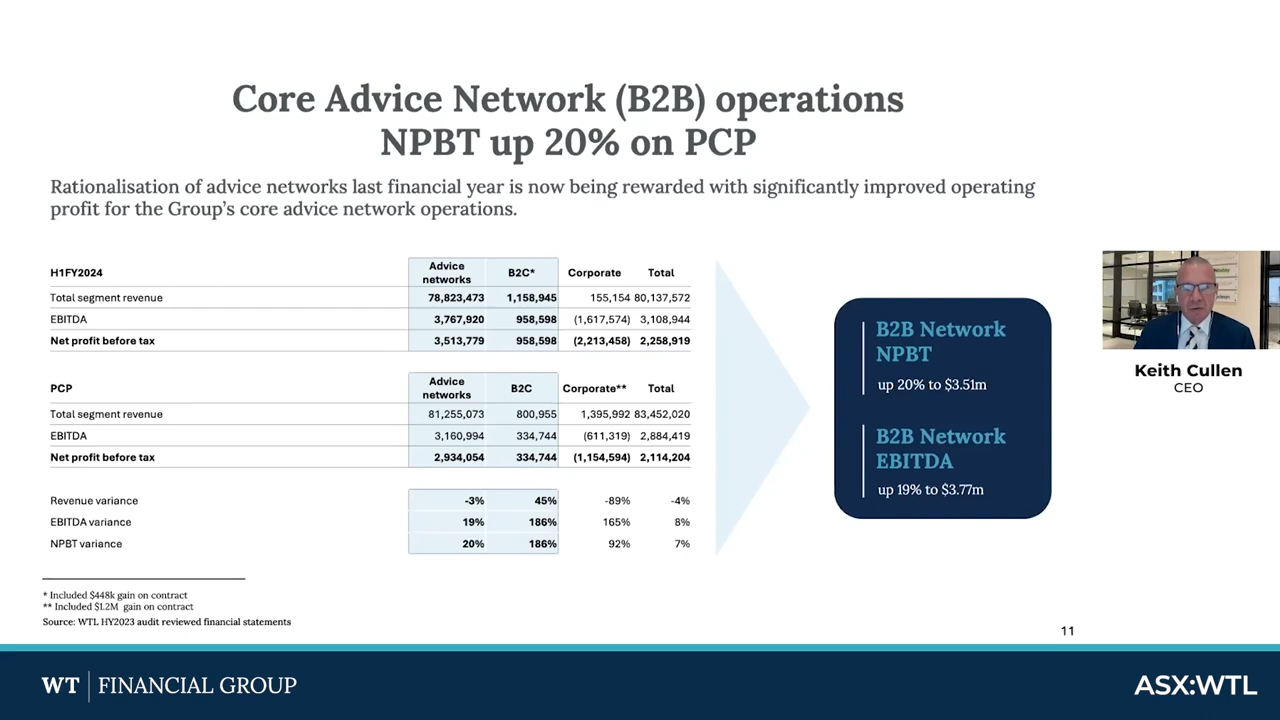 Core Advice Network (B2B) operations
NPBT up 20% on PCP
Rationalisation of advice networks last financial year is now being rewarded with significantly improved operating
profit for the Group's core advice network operations.
H1FY2024 Advice networks B2C* Corporate Total
Total segment revenue 78,823,473 1,158,945 155,154 80,137,572
EBITDA 3,767,920 958,598 (1,617,574) 3,108,944
Net profit before tax 3,513,779 958,598 (2,213,458) 2,258,919
PCP Advice networks B2C Corporate** Total
Total segment revenue 81,255,073 800,955 1,395,992 83,452,020
EBITDA 3,160,994 334,744 (611,319) 2,884,419
Net profit before tax 2,934,054 334,744 (1,154,594) 2,114,204
Revenue variance -3% 45% -89% -4%
EBITDA variance 19% 186% 165% 8%
NPBT variance 20% 186% 92% 7%
B2B Network
NPBT
up 20% to $3.51m
B2B Network
EBITDA
up 19% to $3.77m
Keith Cullen
CEO
* Included $448k gain on contract
** Included $1.2M gain on contract
Source: WTL HY2023 audit reviewed financial statements
11
WT FINANCIAL GROUP
ASX:WTL